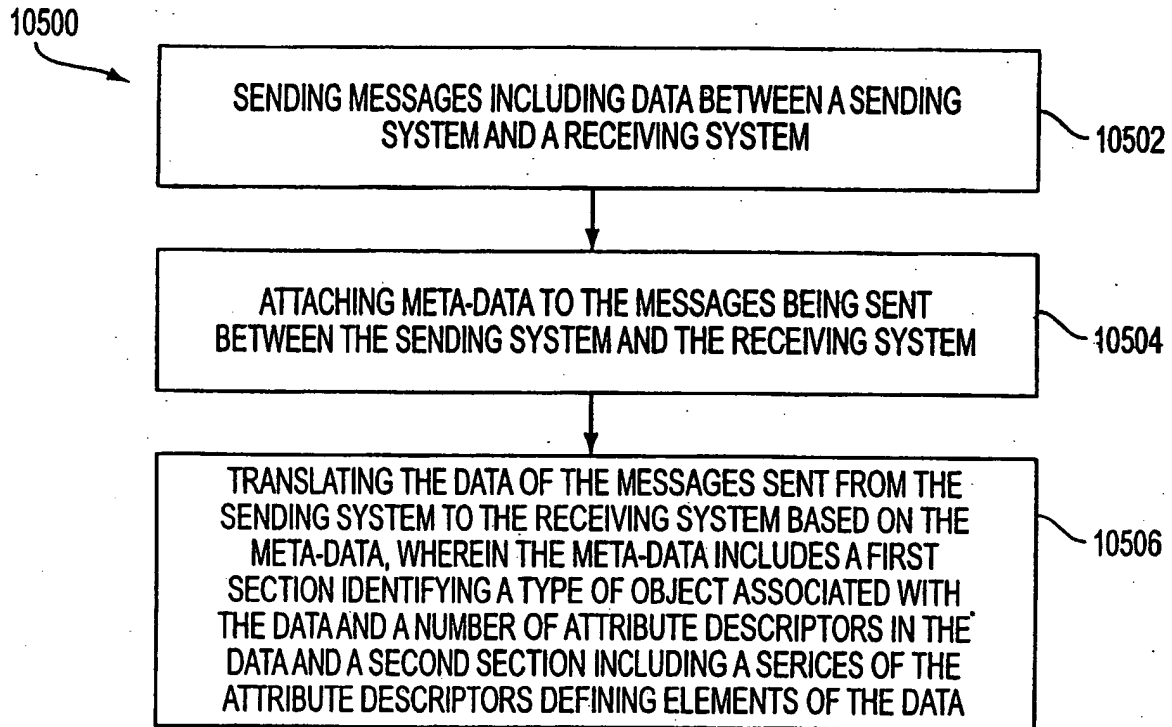 10500
SENDING MESSAGES INCLUDING DATA BETWEEN A SENDING
SYSTEM AND A RECEIVING SYSTEM
10502
ATTACHING META-DATA TO THE MESSAGES BEING SENT
BETWEEN THE SENDING SYSTEM AND THE RECEIVING SYSTEM
10504
TRANSLATING THE DATA OF THE MESSAGES SENT FROM THE
SENDING SYSTEM TO THE RECEIVING SYSTEM BASED ON THE
META-DATA, WHEREIN THE META-DATA INCLUDES A FIRST
SECTION IDENTIFYING A TYPE OF OBJECT ASSOCIATED WITH
THE DATA AND A NUMBER OF ATTRIBUTE DESCRIPTORS IN THE
DATA AND A SECOND SECTION INCLUDING A SERICES OF THE
ATTRIBUTE DESCRIPTORS DEFINING ELEMENTS OF THE DATA
10506